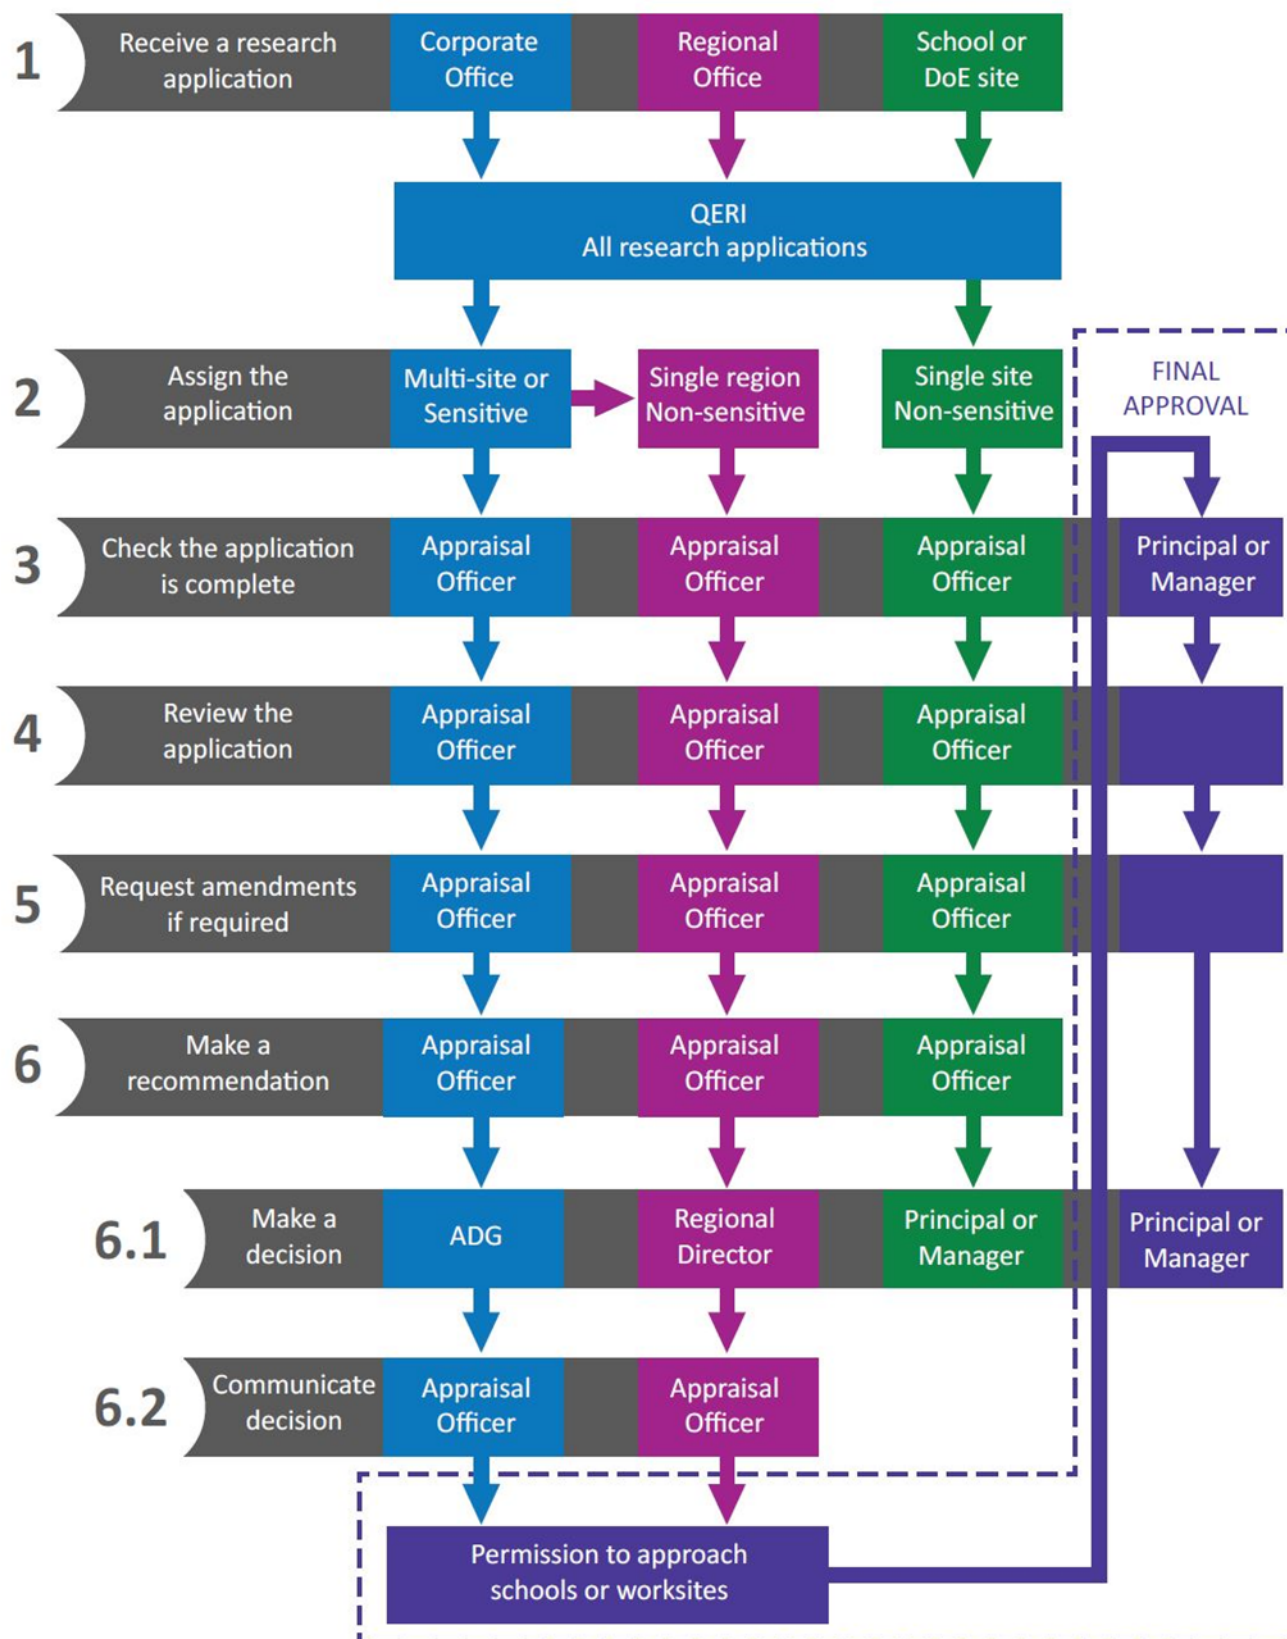 1
Receive a research
application
Corporate
Office
Regional
Office
School or
DoE site
QERI
All research applications
2
Assign the
application
Multi-site or
Sensitive
Single region
Non-sensitive
Single site
Non-sensitive
FINAL
APPROVAL
3
Check the application
is complete
Appraisal
Officer
Appraisal
Officer
Appraisal
Officer
Principal or
Manager
4
Review the
application
Appraisal
Officer
Appraisal
Officer
Appraisal
Officer
5
Request amendments
if required
Appraisal
Officer
Appraisal
Officer
Appraisal
Officer
6
Make a
recommendation
Appraisal
Officer
Appraisal
Officer
Appraisal
Officer
6.1
Make a
decision
ADG
Regional
Director
Principal or
Manager
Principal or
Manager
6.2
Communicate
decision
Appraisal
Officer
Appraisal
Officer
Permission to approach
schools or worksites